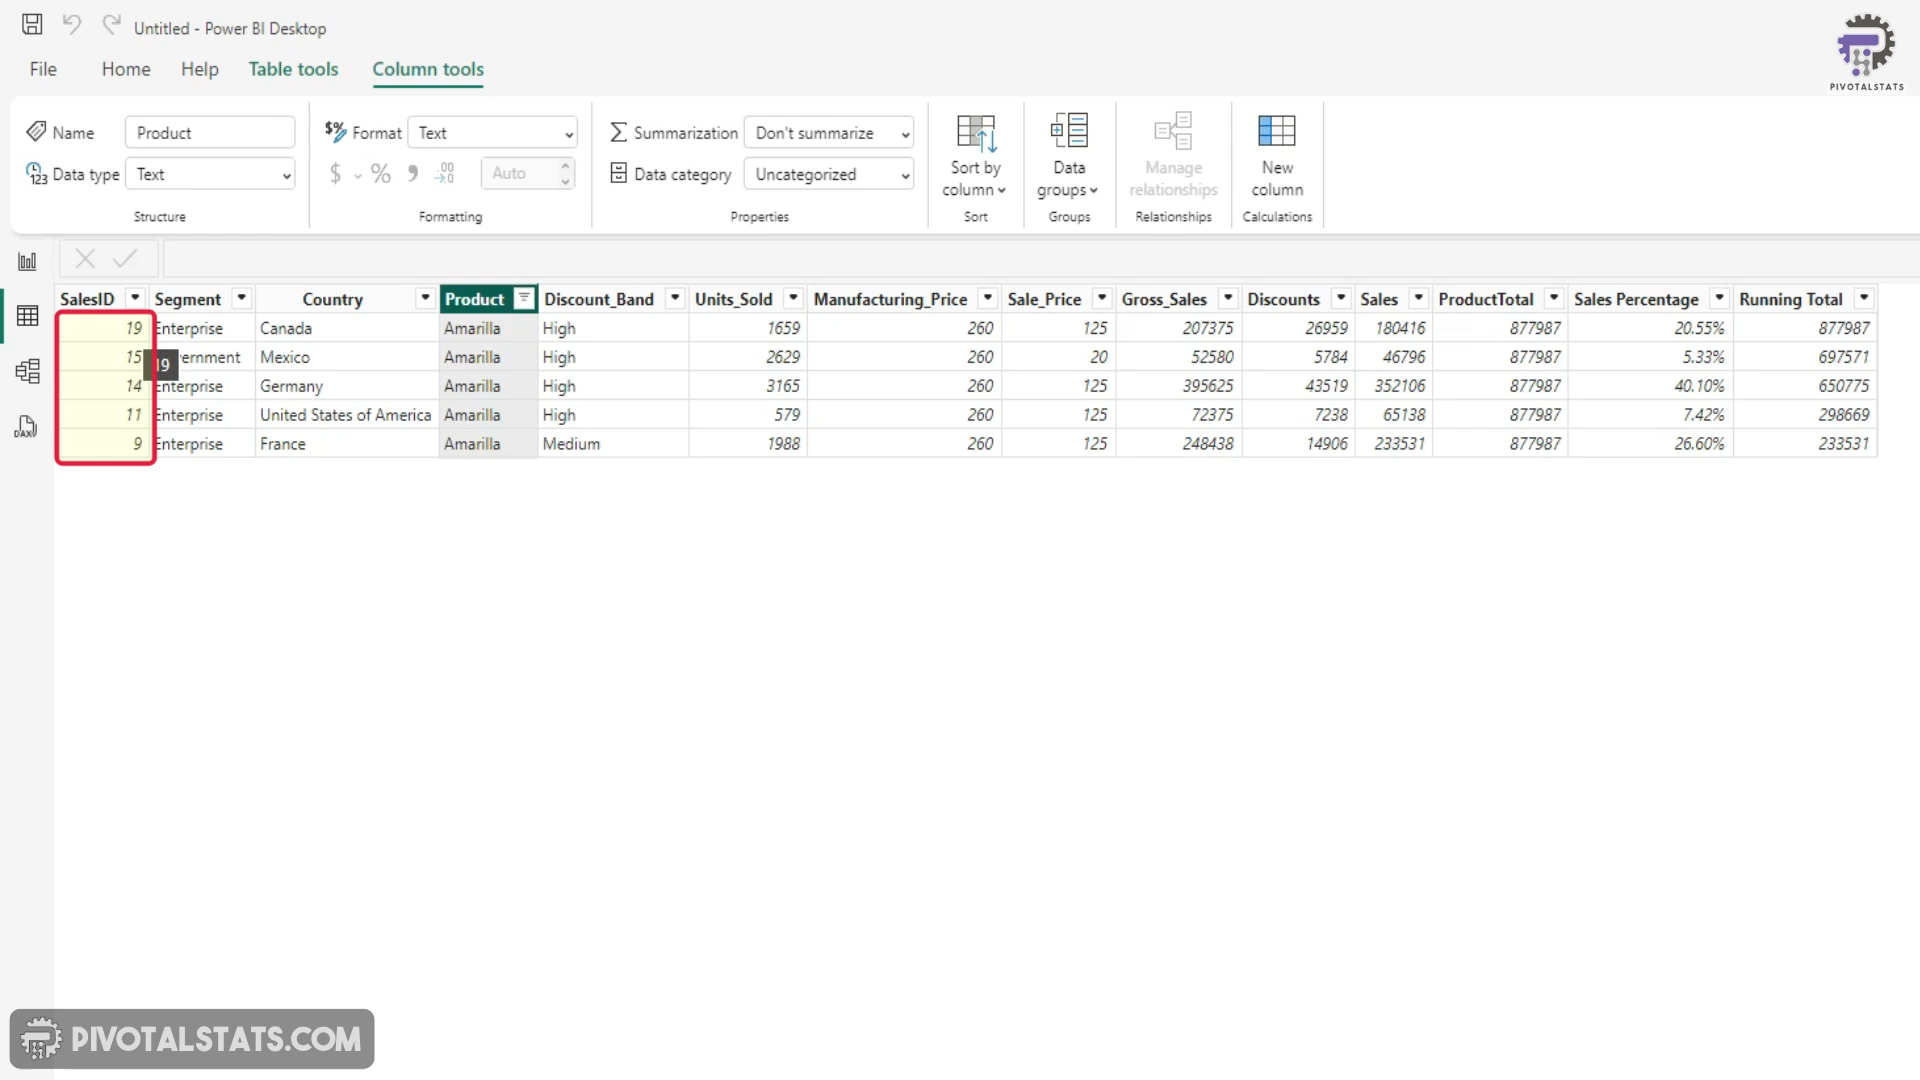 Untitled - Power BI Desktop
PIVOTALSTATS
File Home Help Table tools Column tools
Name Product $% Format Text Summarization Don't summarize
Data type Text $ % Auto Data category Uncategorized
Sort by column
Data groups
Manage relationships
New column
Structure Formatting Properties Sort Groups Relationships Calculations
SalesID Segment Country Product Discount_Band Units_Sold Manufacturing_Price Sale_Price Gross_Sales Discounts Sales ProductTotal Sales Percentage Running Total
19 Enterprise Canada Amarilla High 1659 260 125 207375 26959 180416 877987 20.55% 877987
15 vernment Mexico Amarilla High 2629 260 20 52580 5784 46796 877987 5.33% 697571
19
14 Enterprise Germany Amarilla High 3165 260 125 395625 43519 352106 877987 40.10% 650775
11 Enterprise United States of America Amarilla High 579 260 125 72375 7238 65138 877987 7.42% 298669
9 Enterprise France Amarilla Medium 1988 260 125 248438 14906 233531 877987 26.60% 233531
DAX
PIVOTALSTATS.COM